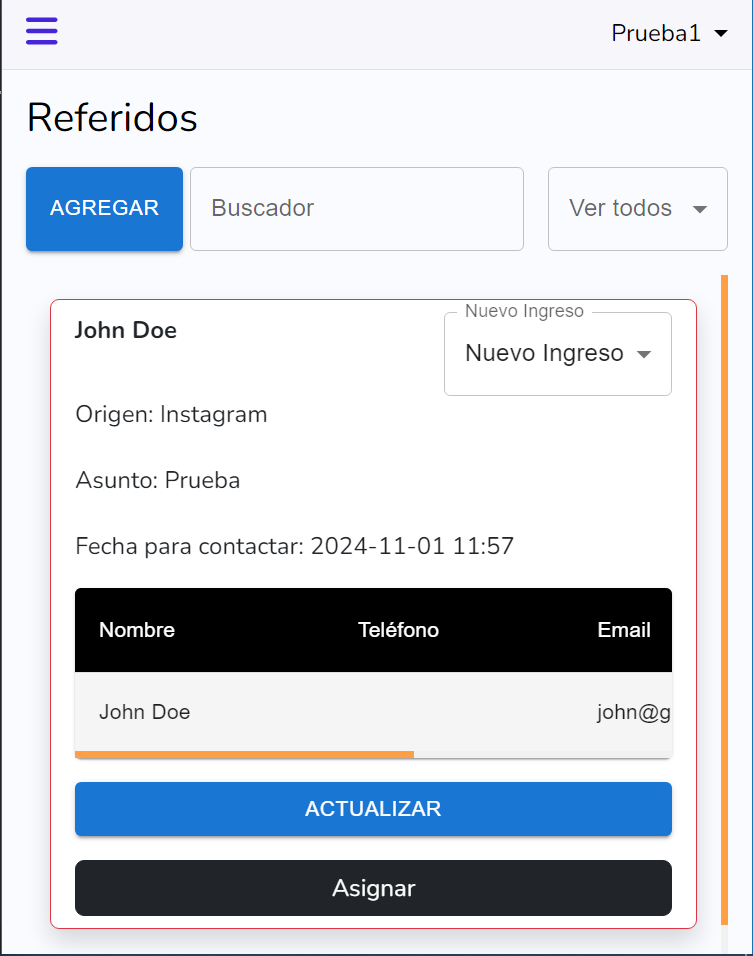 Prueba1
Referidos
AGREGAR Buscador Ver todos
Nuevo Ingreso
John Doe Nuevo Ingreso
Origen: Instagram
Asunto: Prueba
Fecha para contactar: 2024-11-01 11:57
Nombre Teléfono Email
John Doe john@g
ACTUALIZAR
Asignar